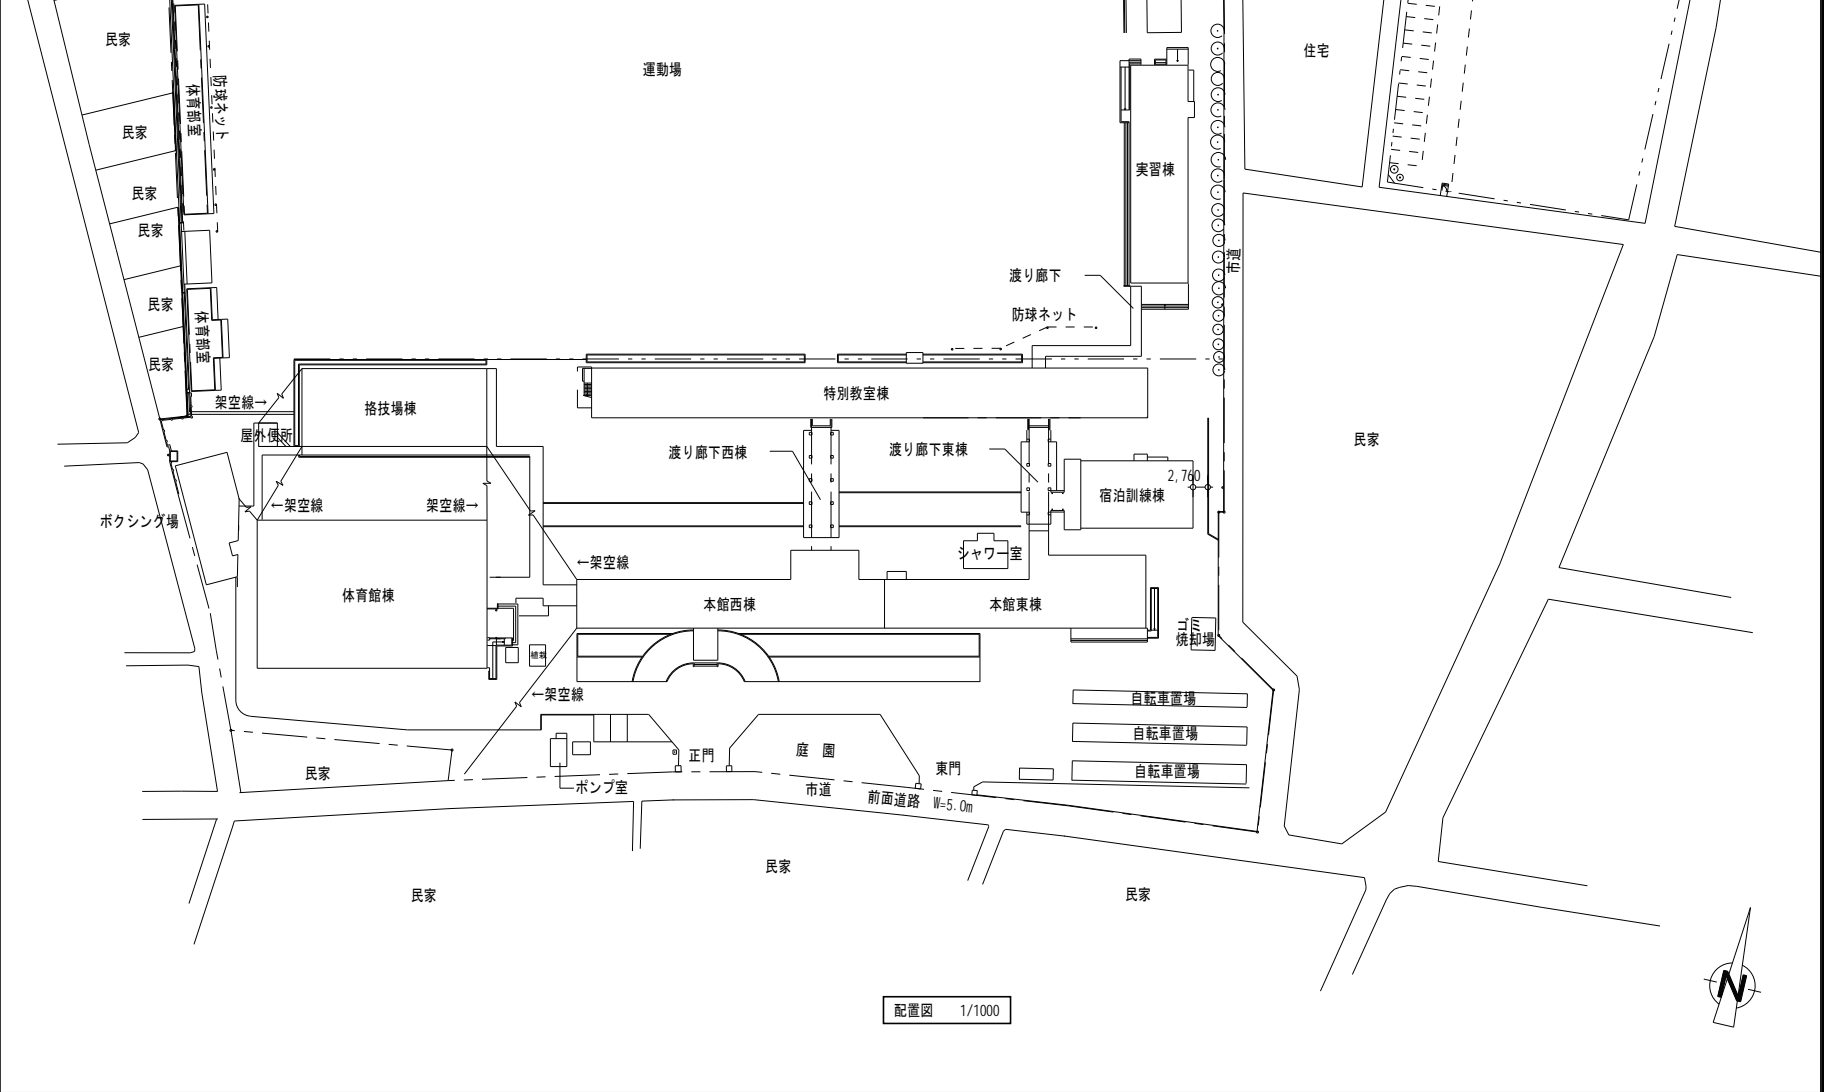 民家
運動場
住宅
体育部室
防球ネット
民家
実習棟
民家
民家
市道
渡り廊下
民家
防球ネット
体育部室
民家
特別教室棟
架空線→
挌技場棟
屋外便所
渡り廊下西棟
渡り廊下東棟
民家
2,760
宿泊訓練棟
←架空線
架空線→
ボクシング場
シャワー室
←架空線
体育館棟
本館西棟
本館東棟
ゴミ
焼却場
植栽
←架空線
自転車置場
自転車置場
自転車置場
正門
庭 園
東門
民家
ポンプ室
市道
前面道路 W=5.0m
民家
民家
民家
N
配置図 1/1000